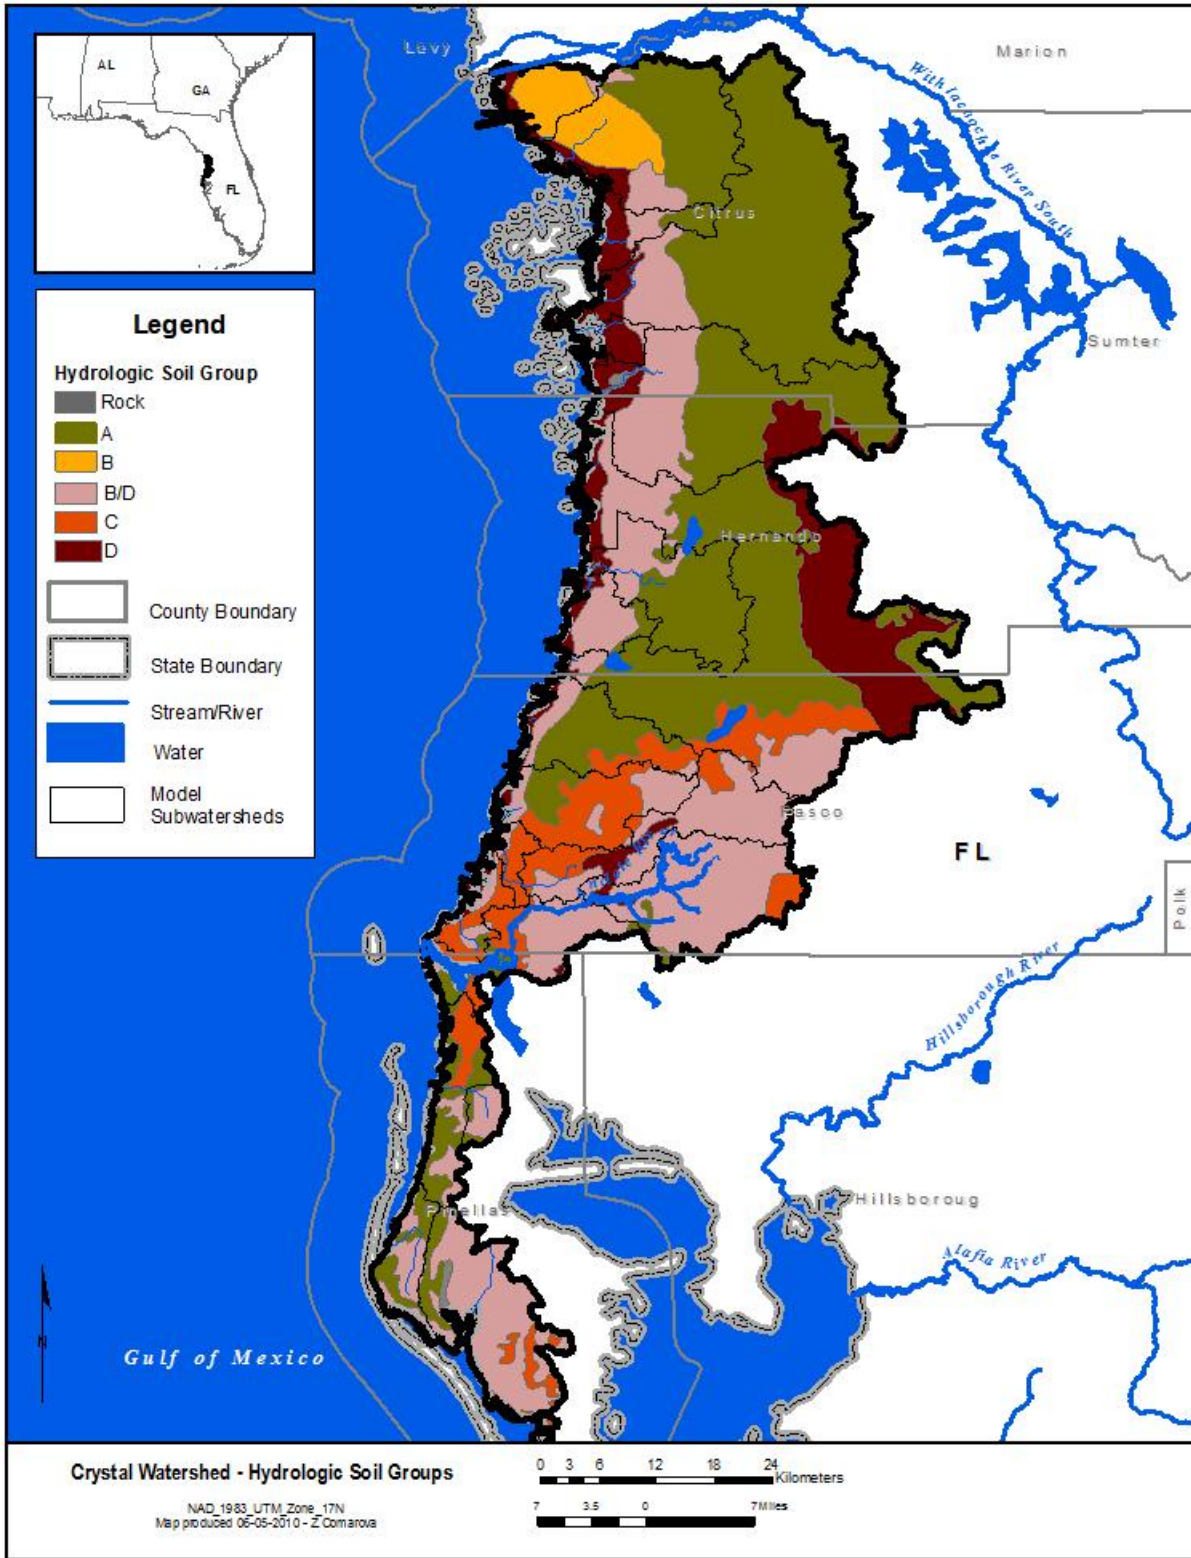 AL
GA
FL
Levy
Marion
Withlacoochie River South
Citrus
Sumter
Legend
Hydrologic Soil Group
Rock
A
B
B/D
C
D
County Boundary
State Boundary
Stream/River
Water
Model
Subwatersheds
Hernando
Pasco
FL
Polk
Hillsborough River
Pinellas
Hillsboroug
Alafia River
Gulf of Mexico
N
Crystal Watershed - Hydrologic Soil Groups
NAD_1983_UTM_Zone_17N
Map produced 06-05-2010 - Z Comarova
0 3 6 12 18 24
Kilometers
7 3.5 0 7 Miles